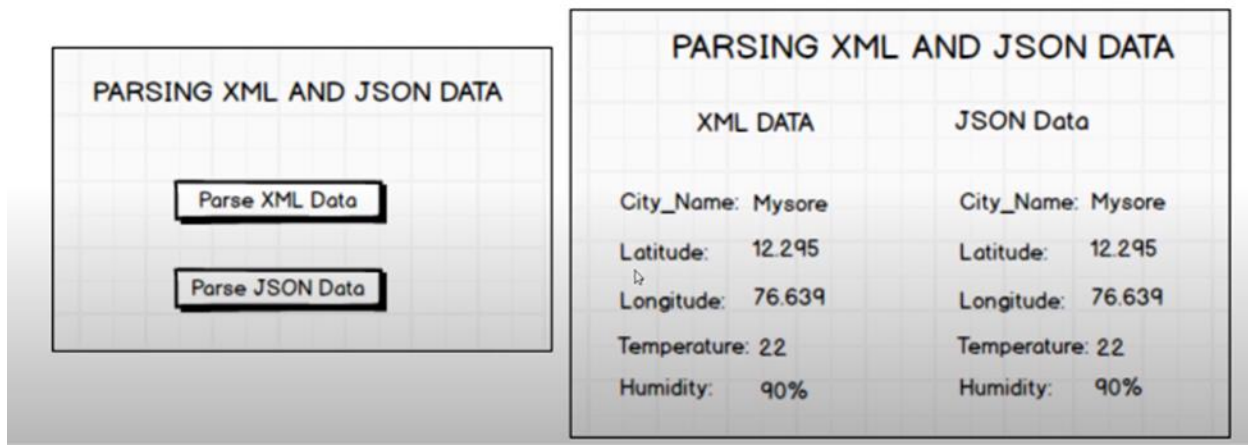 PARSING XML AND JSON DATA
Parse XML Data
Parse JSON Data
PARSING XML AND JSON DATA
XML DATA
JSON Data
City_Name: Mysore
Latitude: 12.295
Longitude: 76.639
Temperature: 22
Humidity: 90%
City_Name: Mysore
Latitude: 12.295
Longitude: 76.639
Temperature: 22
Humidity: 90%